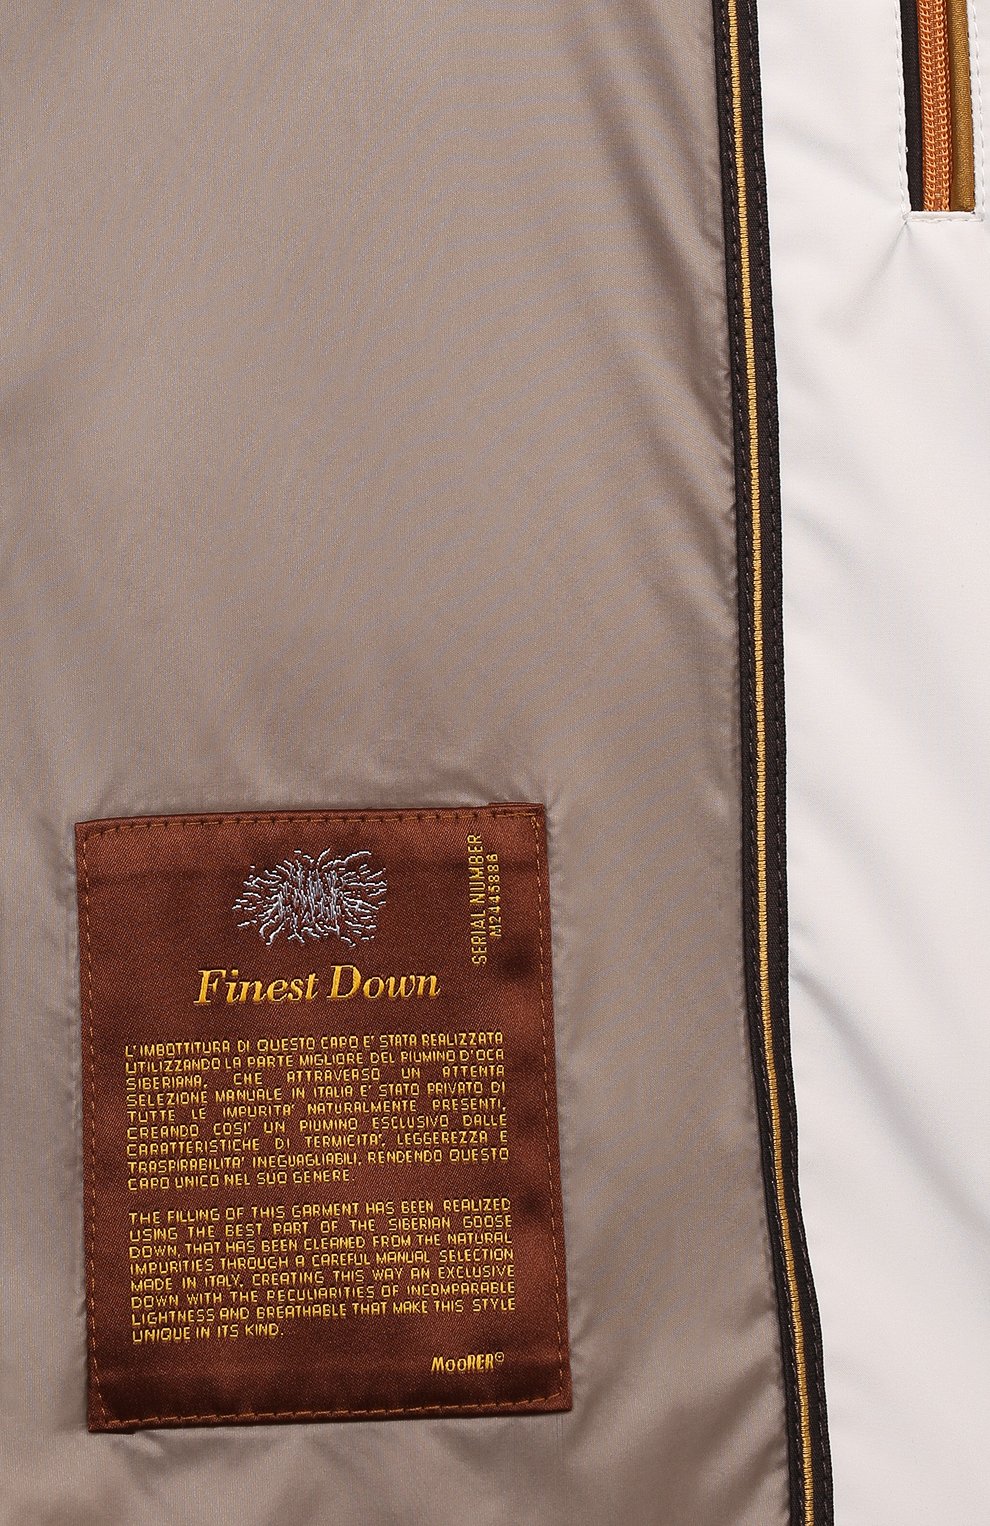 SERIAL NUMBER
M2445886
Finest Down
L'IMBOTTITURA DI QUESTO CAPO E' STATA REALIZZATA
UTILIZZANDO LA PARTE MIGLIORE DEL PIUMINO D'OCA
SIBERIANA, CHE ATTRAVERSO UN ATTENTA
SELEZIONE MANUALE IN ITALIA E' STATO PRIVATO DI
TUTTE LE IMPURITA' NATURALMENTE PRESENTI,
CREANDO COSI' UN PIUMINO ESCLUSIVO DALLE
CARATTERISTICHE DI TERMICITA', LEGGEREZZA E
TRASPIRABILITA' INEGUAGLIABILI, RENDENDO QUESTO
CAPO UNICO NEL SUO GENERE.
THE FILLING OF THIS GARMENT HAS BEEN REALIZED
USING THE BEST PART OF THE SIBERIAN GOOSE
DOWN, THAT HAS BEEN CLEANED FROM THE NATURAL
IMPURITIES THROUGH A CAREFUL MANUAL SELECTION
MADE IN ITALY, CREATING THIS WAY AN EXCLUSIVE
DOWN WITH THE PECULIARITIES OF INCOMPARABLE
LIGHTNESS AND BREATHABLE THAT MAKE THIS STYLE
UNIQUE IN ITS KIND.
MooRER©